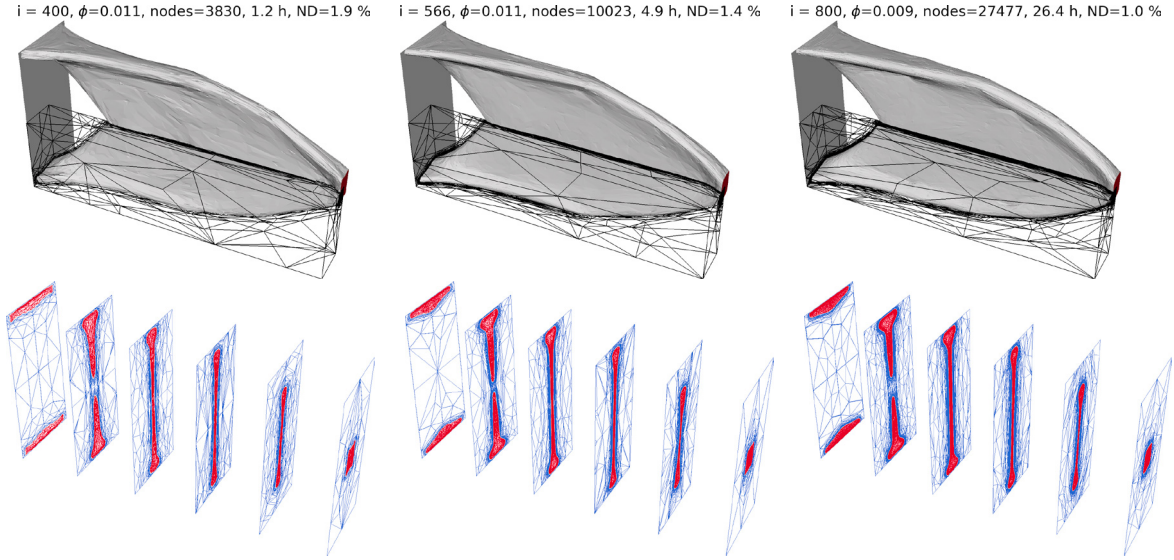 i = 400, ϕ=0.011, nodes=3830, 1.2 h, ND=1.9 %
i = 566, ϕ=0.011, nodes=10023, 4.9 h, ND=1.4 %
i = 800, ϕ=0.009, nodes=27477, 26.4 h, ND=1.0 %